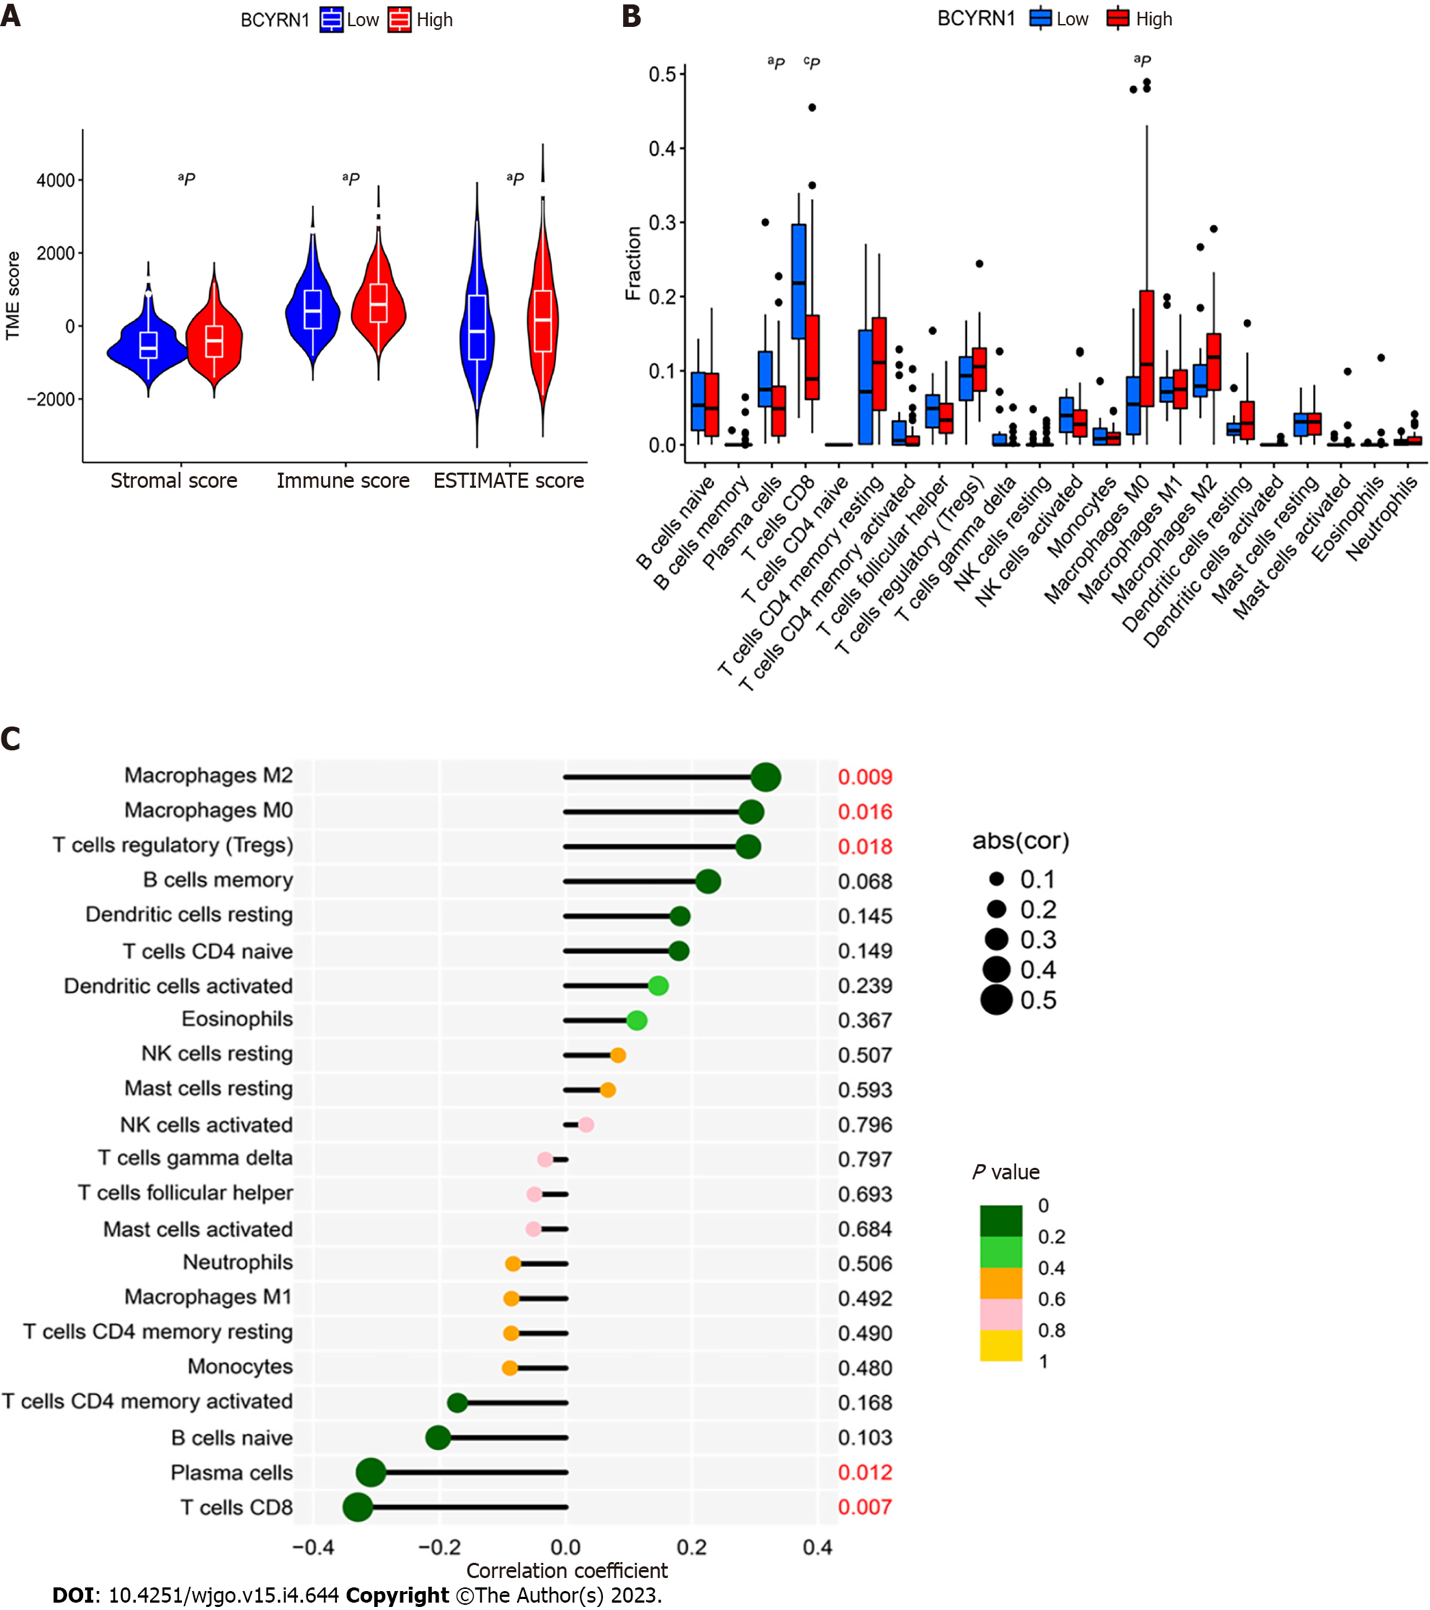 A
BCYRN1 Low High
TME score
4000
2000
0
−2000
aP
aP
aP
Stromal score
Immune score
ESTIMATE score
B
BCYRN1 Low High
Fraction
0.5
0.4
0.3
0.2
0.1
0.0
aP
cP
aP
B cells naive
B cells memory
Plasma cells
T cells CD8
T cells CD4 naive
T cells CD4 memory resting
T cells CD4 memory activated
T cells follicular helper
T cells regulatory (Tregs)
T cells gamma delta
NK cells resting
NK cells activated
Monocytes
Macrophages M0
Macrophages M1
Macrophages M2
Dendritic cells resting
Dendritic cells activated
Mast cells resting
Mast cells activated
Eosinophils
Neutrophils
C
Macrophages M2 0.009
Macrophages M0 0.016
T cells regulatory (Tregs) 0.018
B cells memory 0.068
Dendritic cells resting 0.145
T cells CD4 naive 0.149
Dendritic cells activated 0.239
Eosinophils 0.367
NK cells resting 0.507
Mast cells resting 0.593
NK cells activated 0.796
T cells gamma delta 0.797
T cells follicular helper 0.693
Mast cells activated 0.684
Neutrophils 0.506
Macrophages M1 0.492
T cells CD4 memory resting 0.490
Monocytes 0.480
T cells CD4 memory activated 0.168
B cells naive 0.103
Plasma cells 0.012
T cells CD8 0.007
−0.4 −0.2 0.0 0.2 0.4
Correlation coefficient
abs(cor)
0.1
0.2
0.3
0.4
0.5
P value
0
0.2
0.4
0.6
0.8
1
DOI: 10.4251/wjgo.v15.i4.644 Copyright ©The Author(s) 2023.